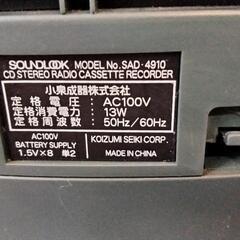 SOUNDLOOK MODEL No. SAD-4910
CD STEREO RADIO CASSETTE RECORDER
小泉成器株式会社
定格電圧：AC100V
定格消費電力：13W
定格周波数：50Hz/60Hz
AC100V
BATTERY SUPPLY
1.5V×8 単2
KOIZUMI SEIKI CORP.
MADE IN CHINA